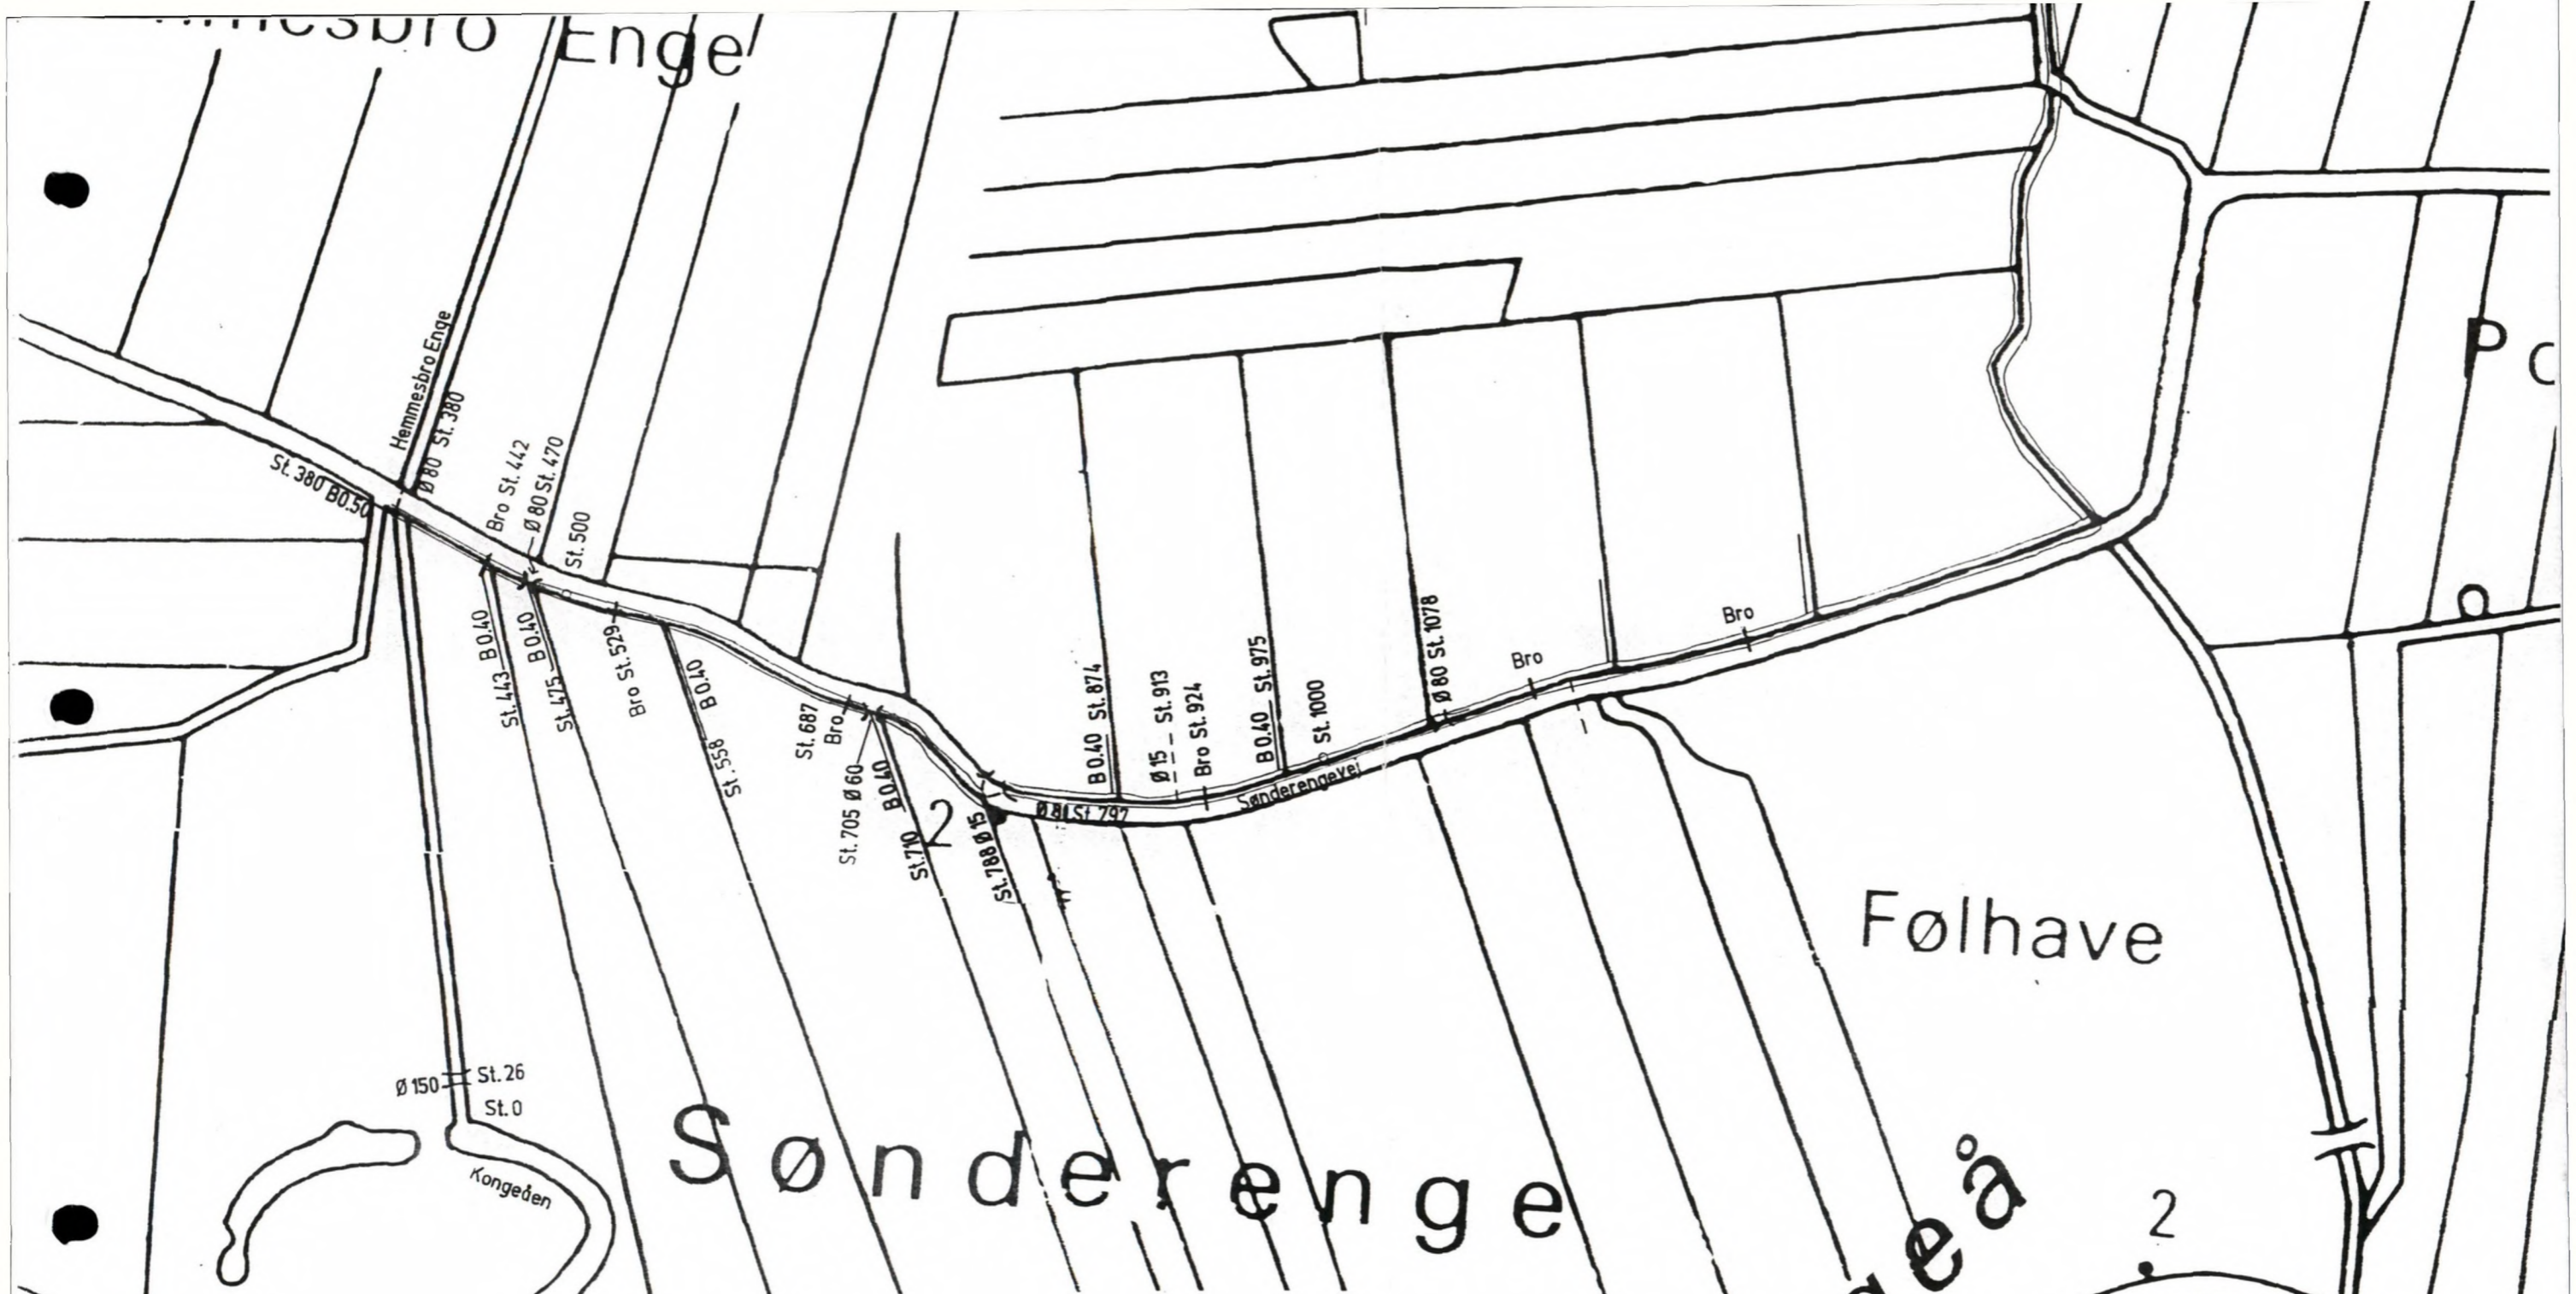 Enge
Hemmesbro Enge
Ø 80 St. 380
St. 380 B0.50
Bro St. 442
Ø 80 St. 470
St. 500
St. 443 B 0.40
St. 475 B 0.40
Bro St. 529
St. 558 B 0.40
St. 687
Bro
St. 705 Ø 60
St. 710 B 0.40
2
St. 788 Ø 15
St. 797
B 0.40 St. 874
Ø 15 St. 913
Bro St. 924
B 0.40 St. 975
St. 1000
Sønderengevej
Ø 80 St. 1078
Bro
Bro
Følhave
Ø 150
St. 26
St. 0
Kongeåen
Sønderenge
eå
2